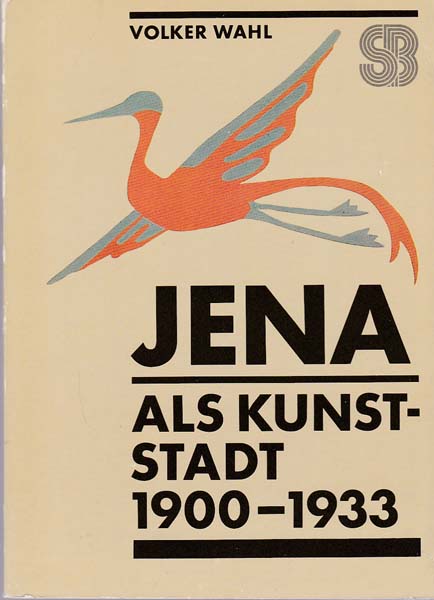 VOLKER WAHL
SB
JENA
ALS KUNST-
STADT
1900–1933